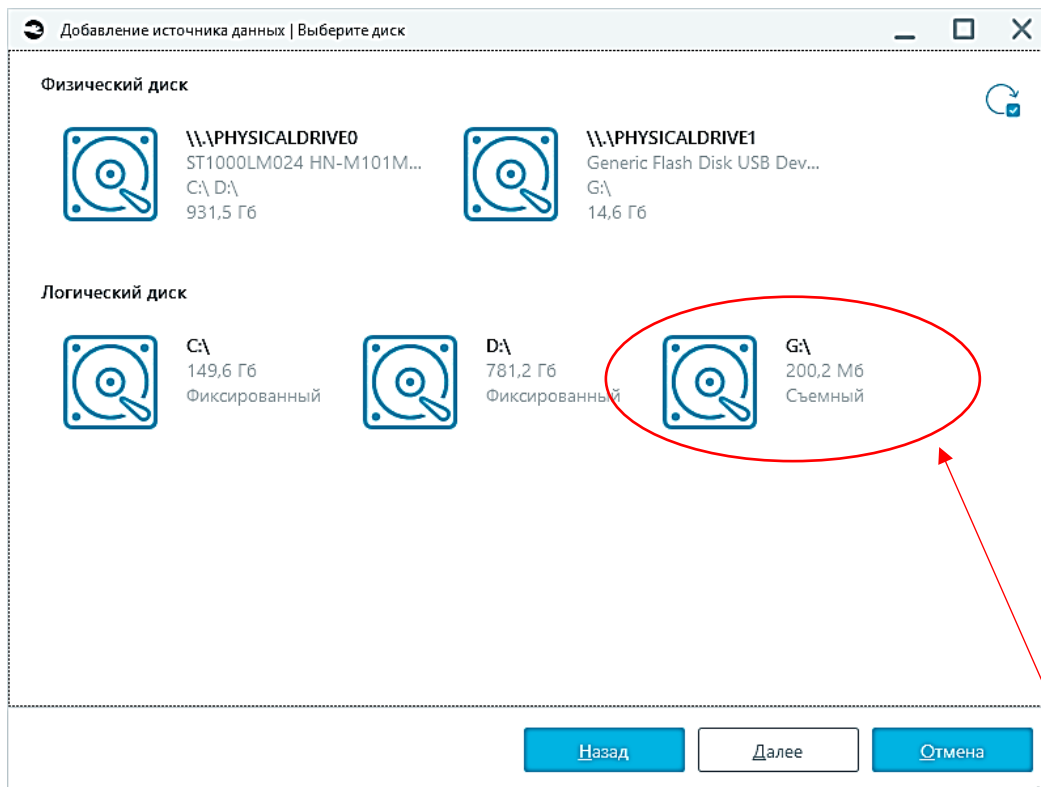 Добавление источника данных | Выберите диск
Физический диск
\\.\PHYSICALDRIVE0
ST1000LM024 HN-M101M...
C:\ D:\
931,5 Гб
\\.\PHYSICALDRIVE1
Generic Flash Disk USB Dev...
G:\
14,6 Гб
Логический диск
C:\
149,6 Гб
Фиксированный
D:\
781,2 Гб
Фиксированный
G:\
200,2 Мб
Съемный
Назад
Далее
Отмена